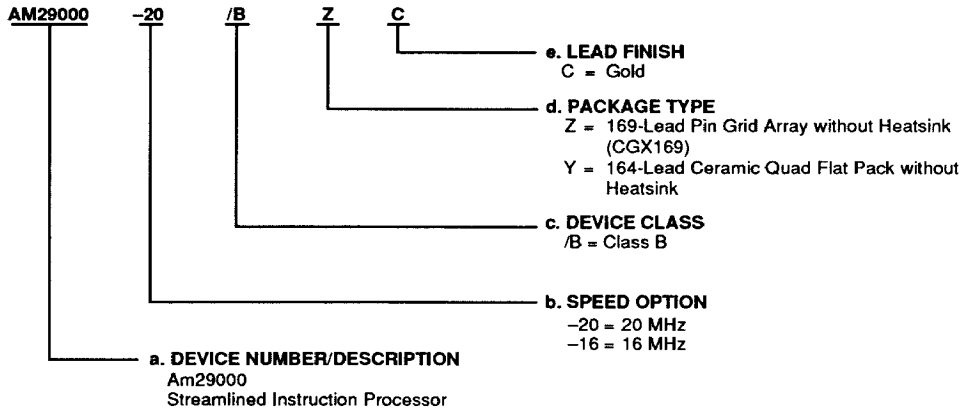 AM29000 –20 /B Z C
e. LEAD FINISH
C = Gold
d. PACKAGE TYPE
Z = 169-Lead Pin Grid Array without Heatsink
(CGX169)
Y = 164-Lead Ceramic Quad Flat Pack without
Heatsink
c. DEVICE CLASS
/B = Class B
b. SPEED OPTION
–20 = 20 MHz
–16 = 16 MHz
a. DEVICE NUMBER/DESCRIPTION
Am29000
Streamlined Instruction Processor